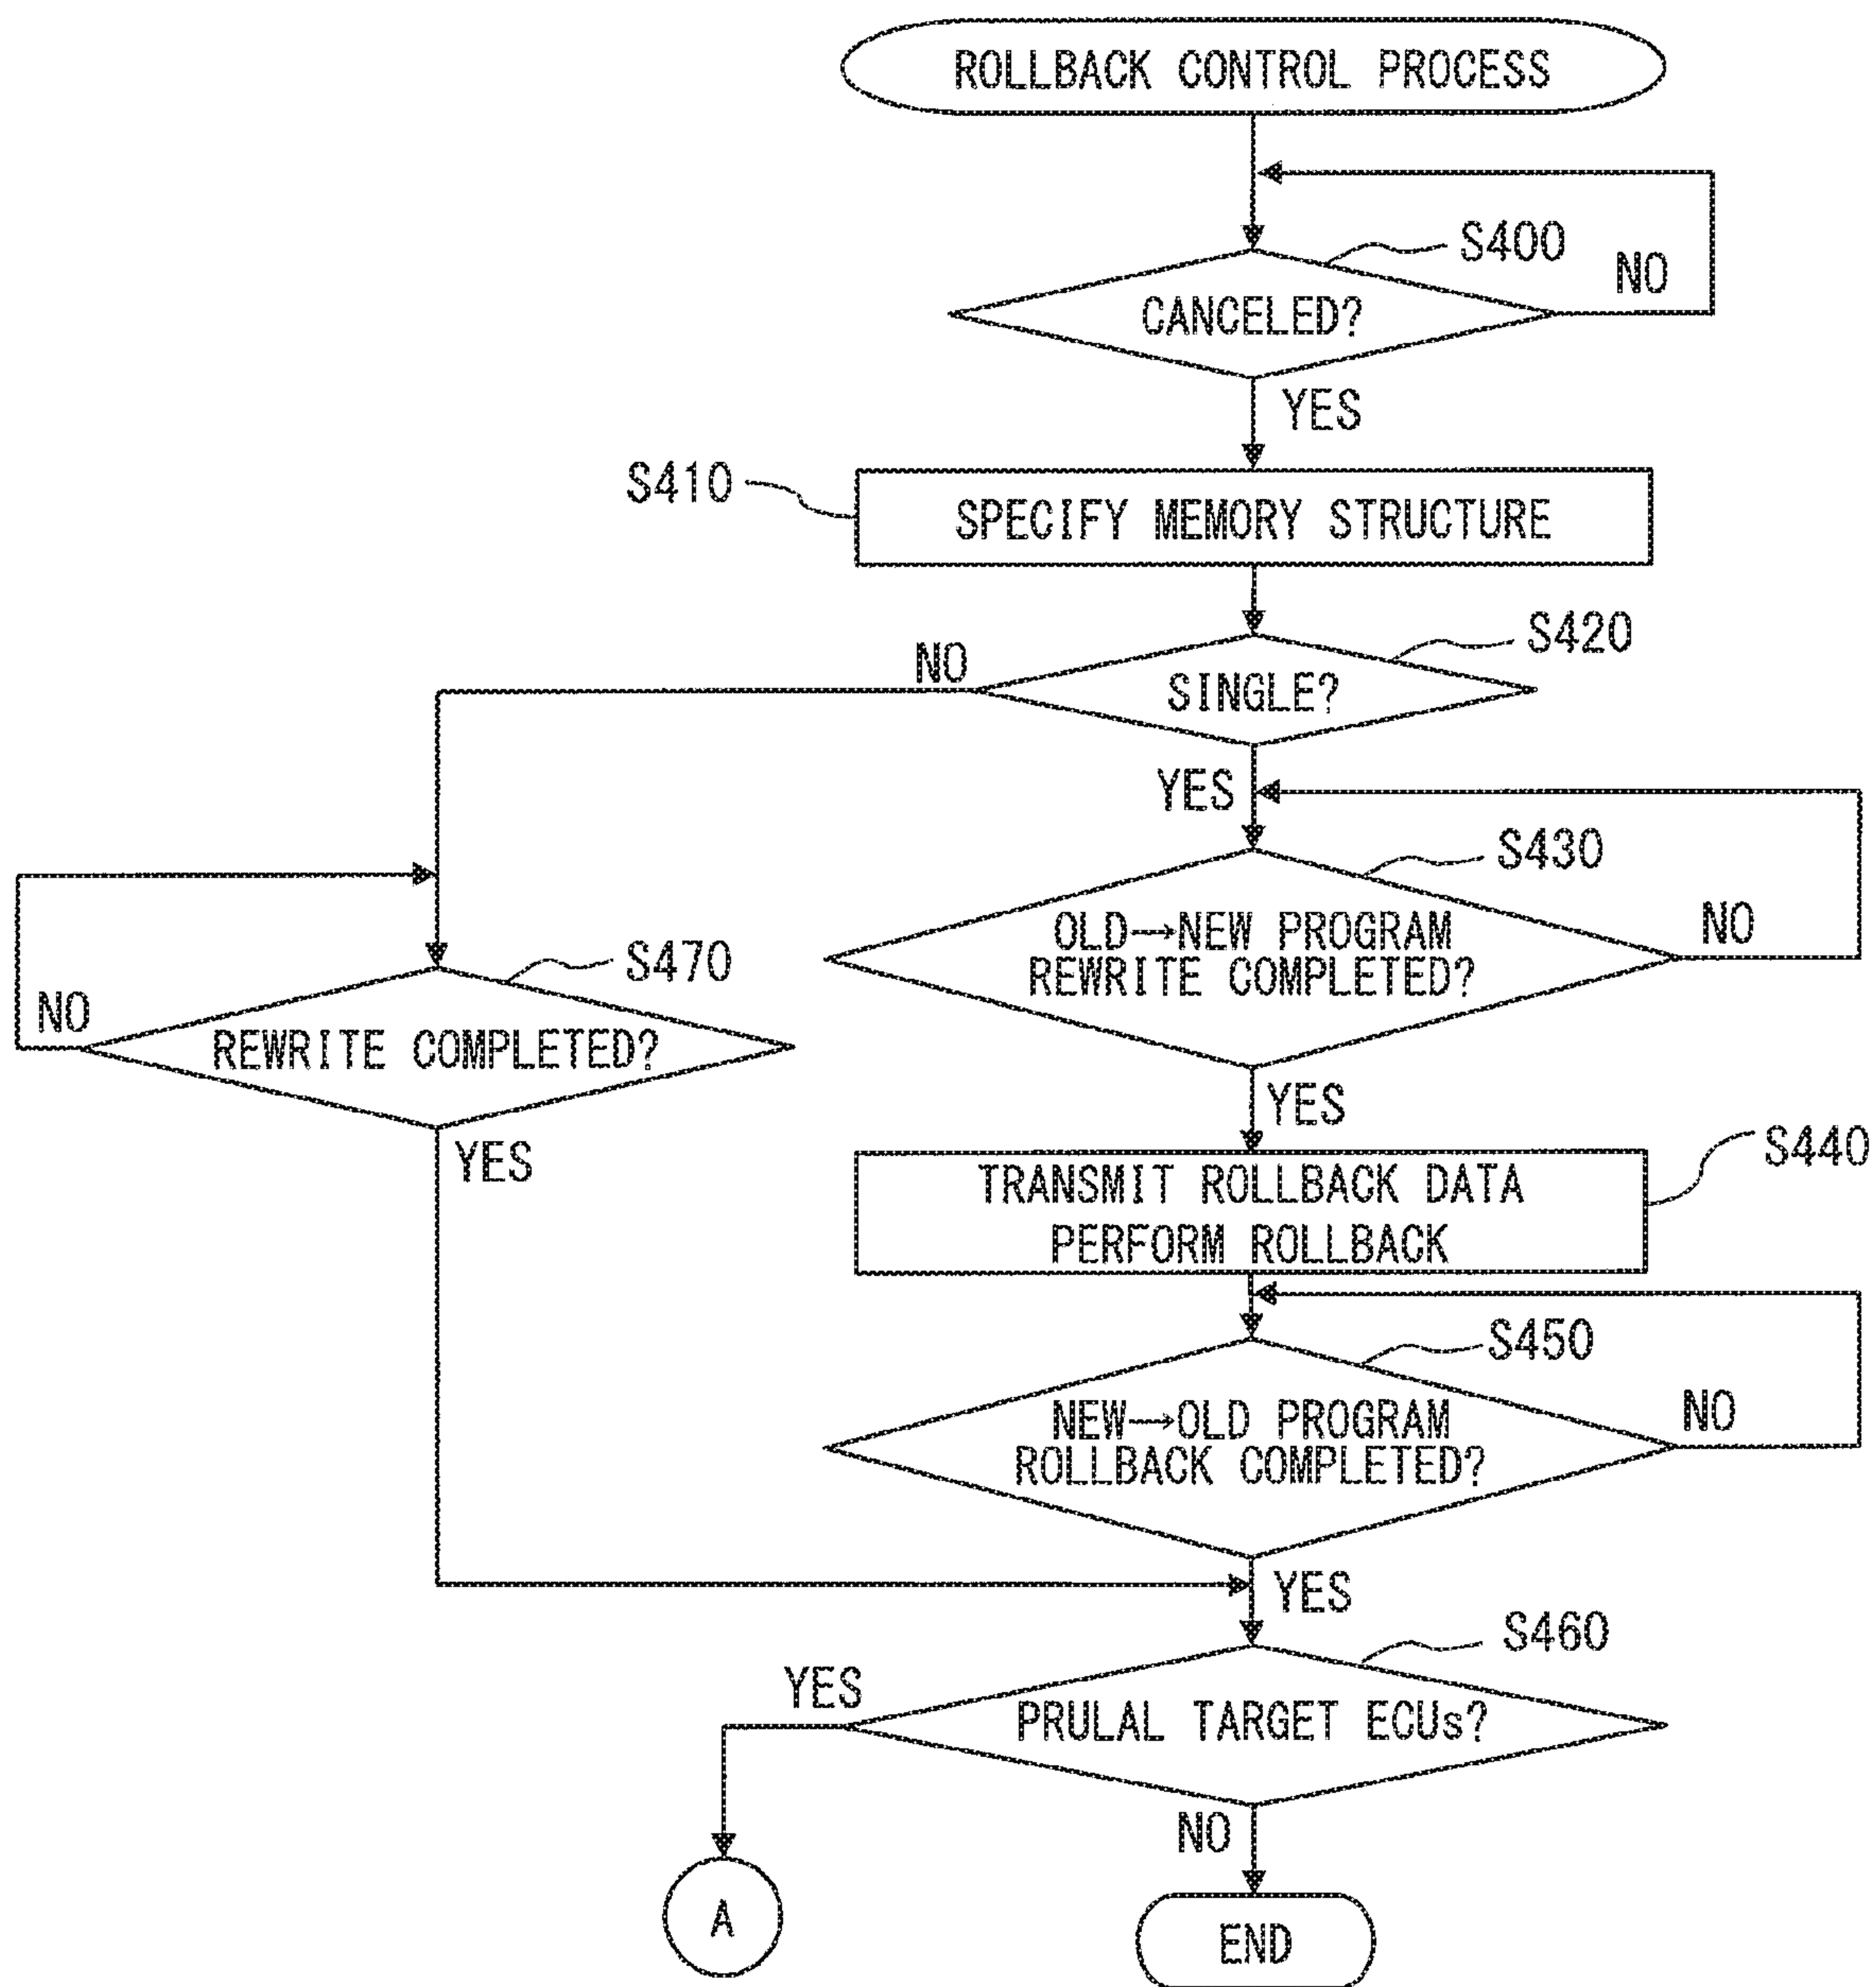 ROLLBACK CONTROL PROCESS
S400
NO
CANCELED?
YES
S410
SPECIFY MEMORY STRUCTURE
S420
NO
SINGLE?
YES
S430
OLD→NEW PROGRAM
REWRITE COMPLETED?
NO
S470
NO
REWRITE COMPLETED?
YES
YES
S440
TRANSMIT ROLLBACK DATA
PERFORM ROLLBACK
S450
NEW→OLD PROGRAM
ROLLBACK COMPLETED?
NO
YES
S460
YES
PRULAL TARGET ECUs?
NO
A
END